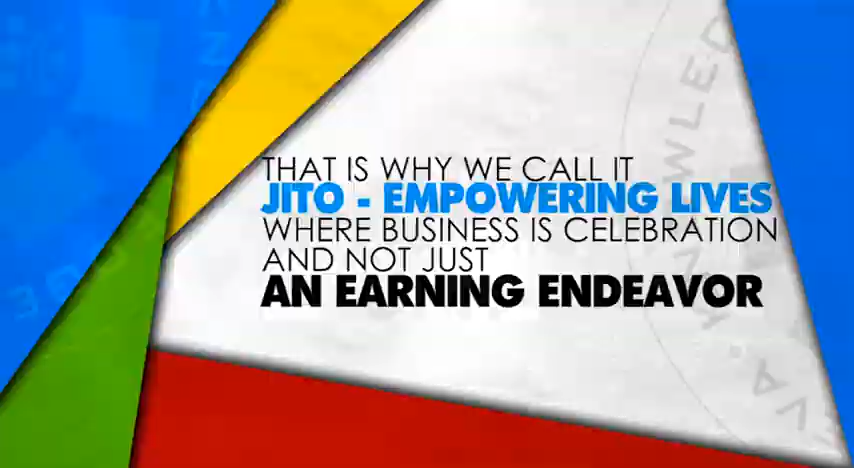 THAT IS WHY WE CALL IT
JITO - EMPOWERING LIVES
WHERE BUSINESS IS CELEBRATION
AND NOT JUST
AN EARNING ENDEAVOR